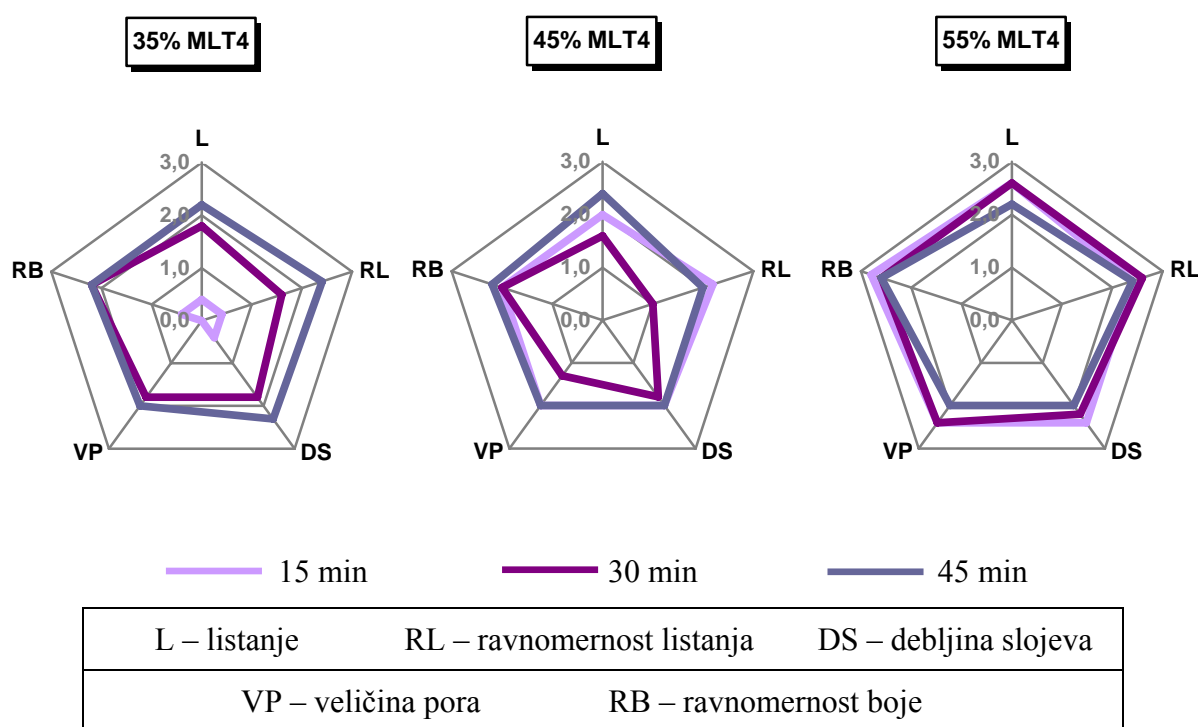 35% MLT4
45% MLT4
55% MLT4
L
3,0
2,0
1,0
0,0
RB
RL
VP
DS
L
3,0
2,0
1,0
0,0
RB
RL
VP
DS
L
3,0
2,0
1,0
0,0
RB
RL
VP
DS
15 min
30 min
45 min
L – listanje RL – ravnomernost listanja DS – debljina slojeva
VP – veličina pora RB – ravnomernost boje